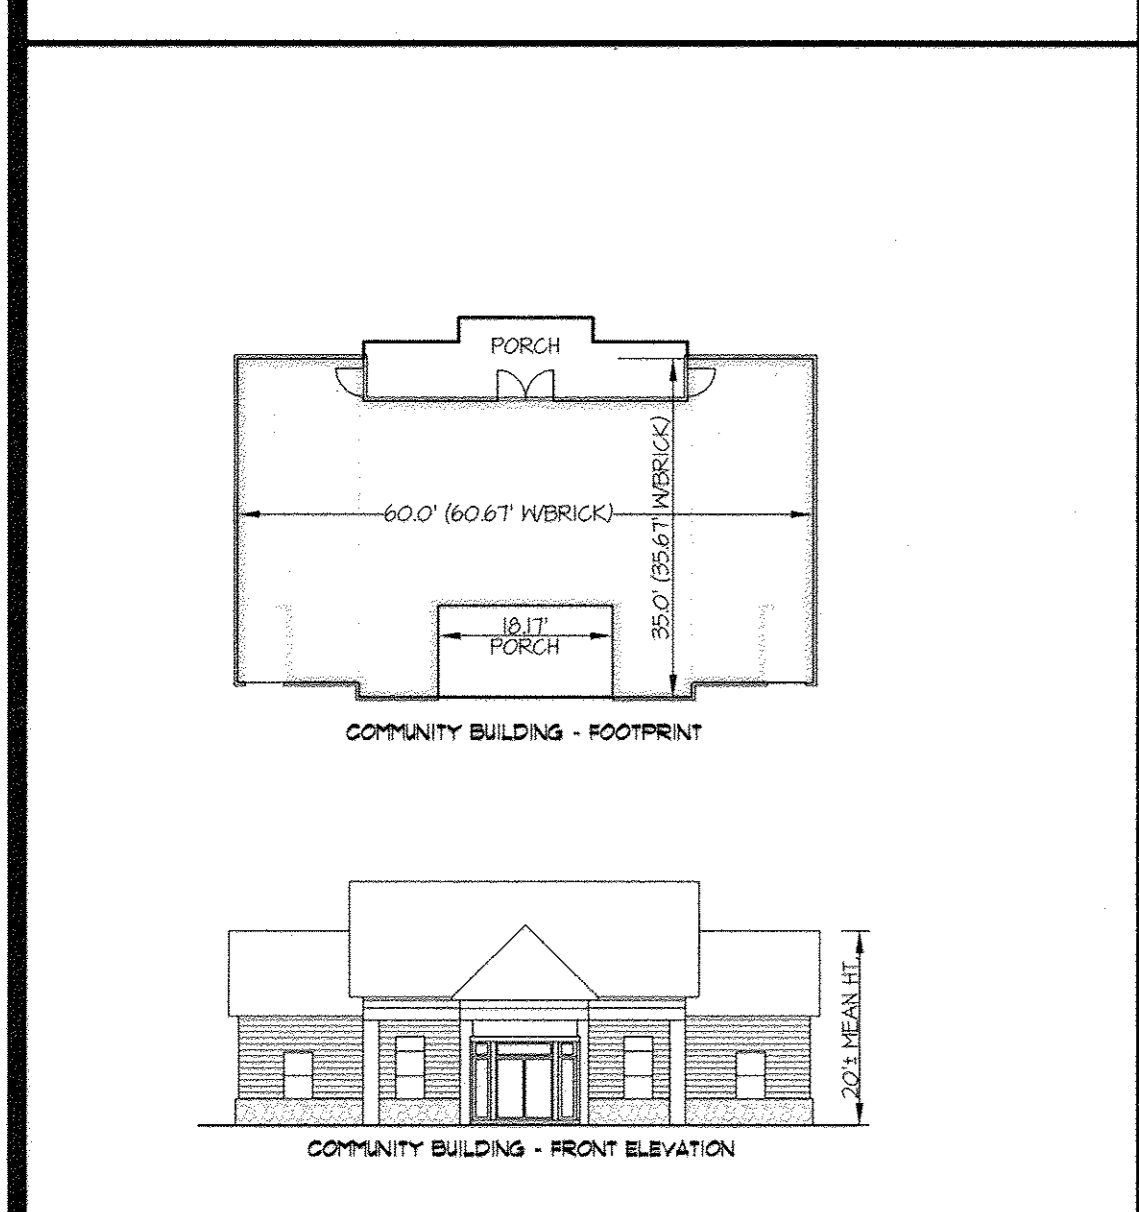 PORCH
60.0' (60.67' W/BRICK)
35.0' (35.67' W/BRICK)
18.17'
PORCH
COMMUNITY BUILDING - FOOTPRINT
20'± MEAN HT.
COMMUNITY BUILDING - FRONT ELEVATION